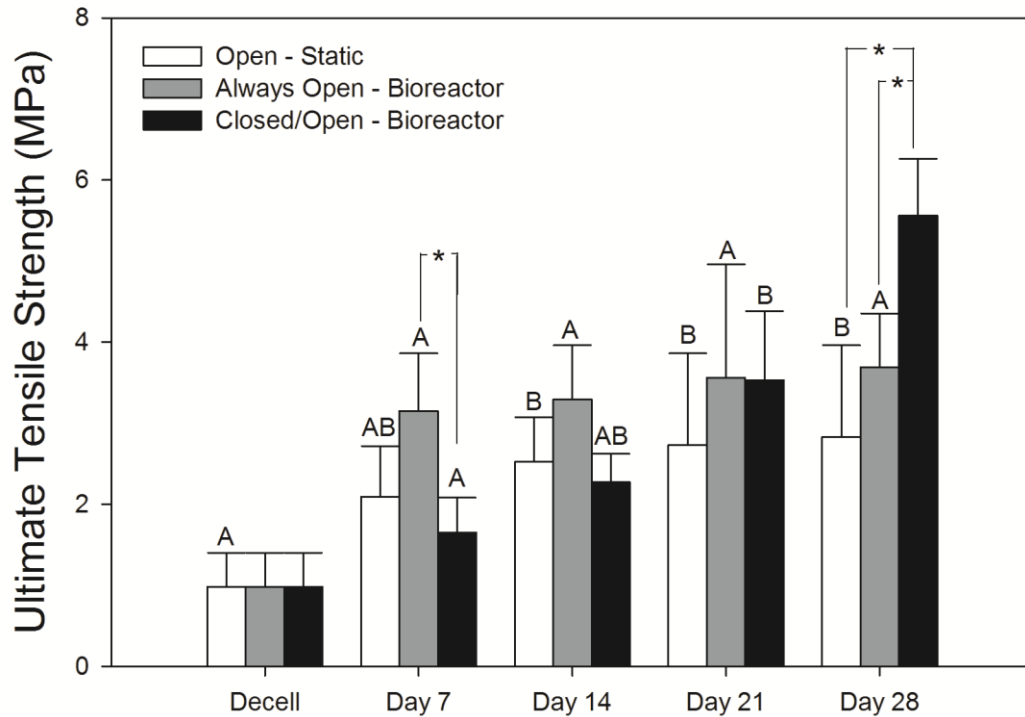 Ultimate Tensile Strength (MPa)
8
6
4
2
0
Open - Static
Always Open - Bioreactor
Closed/Open - Bioreactor
*
*
*
A
AB
A
A
B
A
AB
B
A
B
B
A
Decell
Day 7
Day 14
Day 21
Day 28